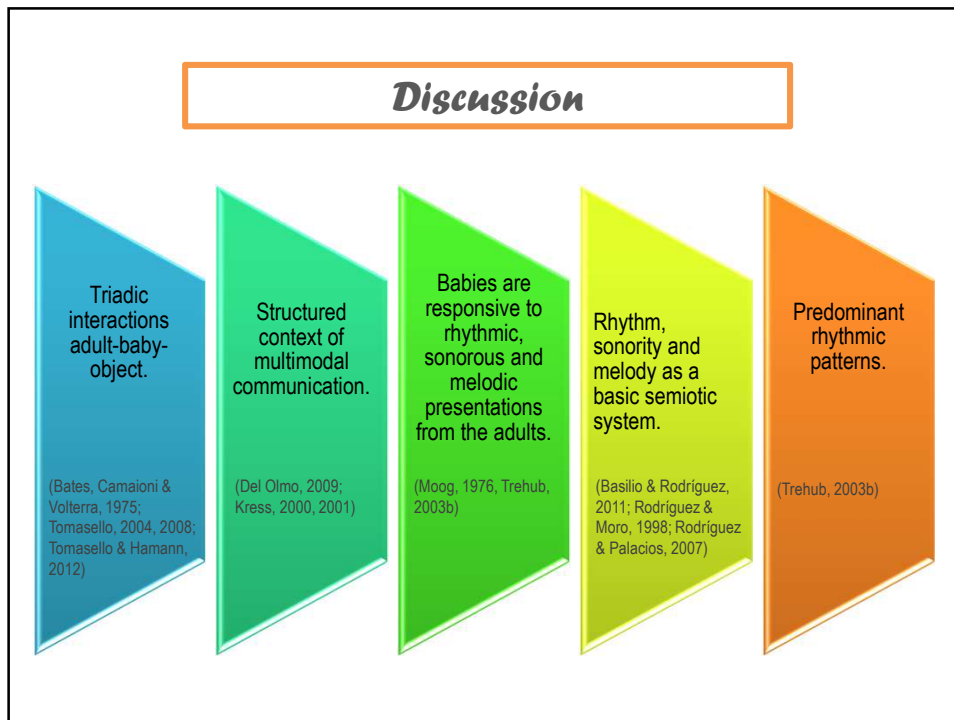 Discussion
Triadic
interactions
adult-baby-
object.
(Bates, Camaioni &
Volterra, 1975;
Tomasello, 2004, 2008;
Tomasello & Hamann,
2012)
Structured
context of
multimodal
communication.
(Del Olmo, 2009;
Kress, 2000, 2001)
Babies are
responsive to
rhythmic,
sonorous and
melodic
presentations
from the adults.
(Moog, 1976, Trehub,
2003b)
Rhythm,
sonority and
melody as a
basic semiotic
system.
(Basilio & Rodríguez,
2011; Rodríguez &
Moro, 1998; Rodríguez
& Palacios, 2007)
Predominant
rhythmic
patterns.
(Trehub, 2003b)